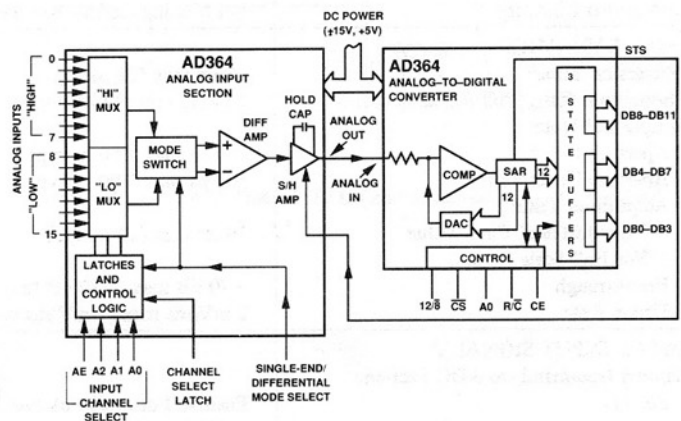 DC POWER
(±15V, +5V)
AD364
ANALOG INPUT
SECTION
ANALOG INPUTS
"HIGH"
"LOW"
0
7
8
15
"HI"
MUX
"LO"
MUX
MODE
SWITCH
DIFF
AMP
HOLD
CAP
S/H
AMP
ANALOG
OUT
ANALOG
IN
LATCHES
AND
CONTROL
LOGIC
AE A2 A1 A0
INPUT
CHANNEL
SELECT
CHANNEL
SELECT
LATCH
SINGLE-END/
DIFFERENTIAL
MODE SELECT
AD364
ANALOG-TO-DIGITAL
CONVERTER
STS
COMP
SAR
12
12
DAC
CONTROL
12/8̅ C̅S̅ A0 R/C̅ CE
3
STATE
BUFFERS
DB8-DB11
DB4-DB7
DB0-DB3